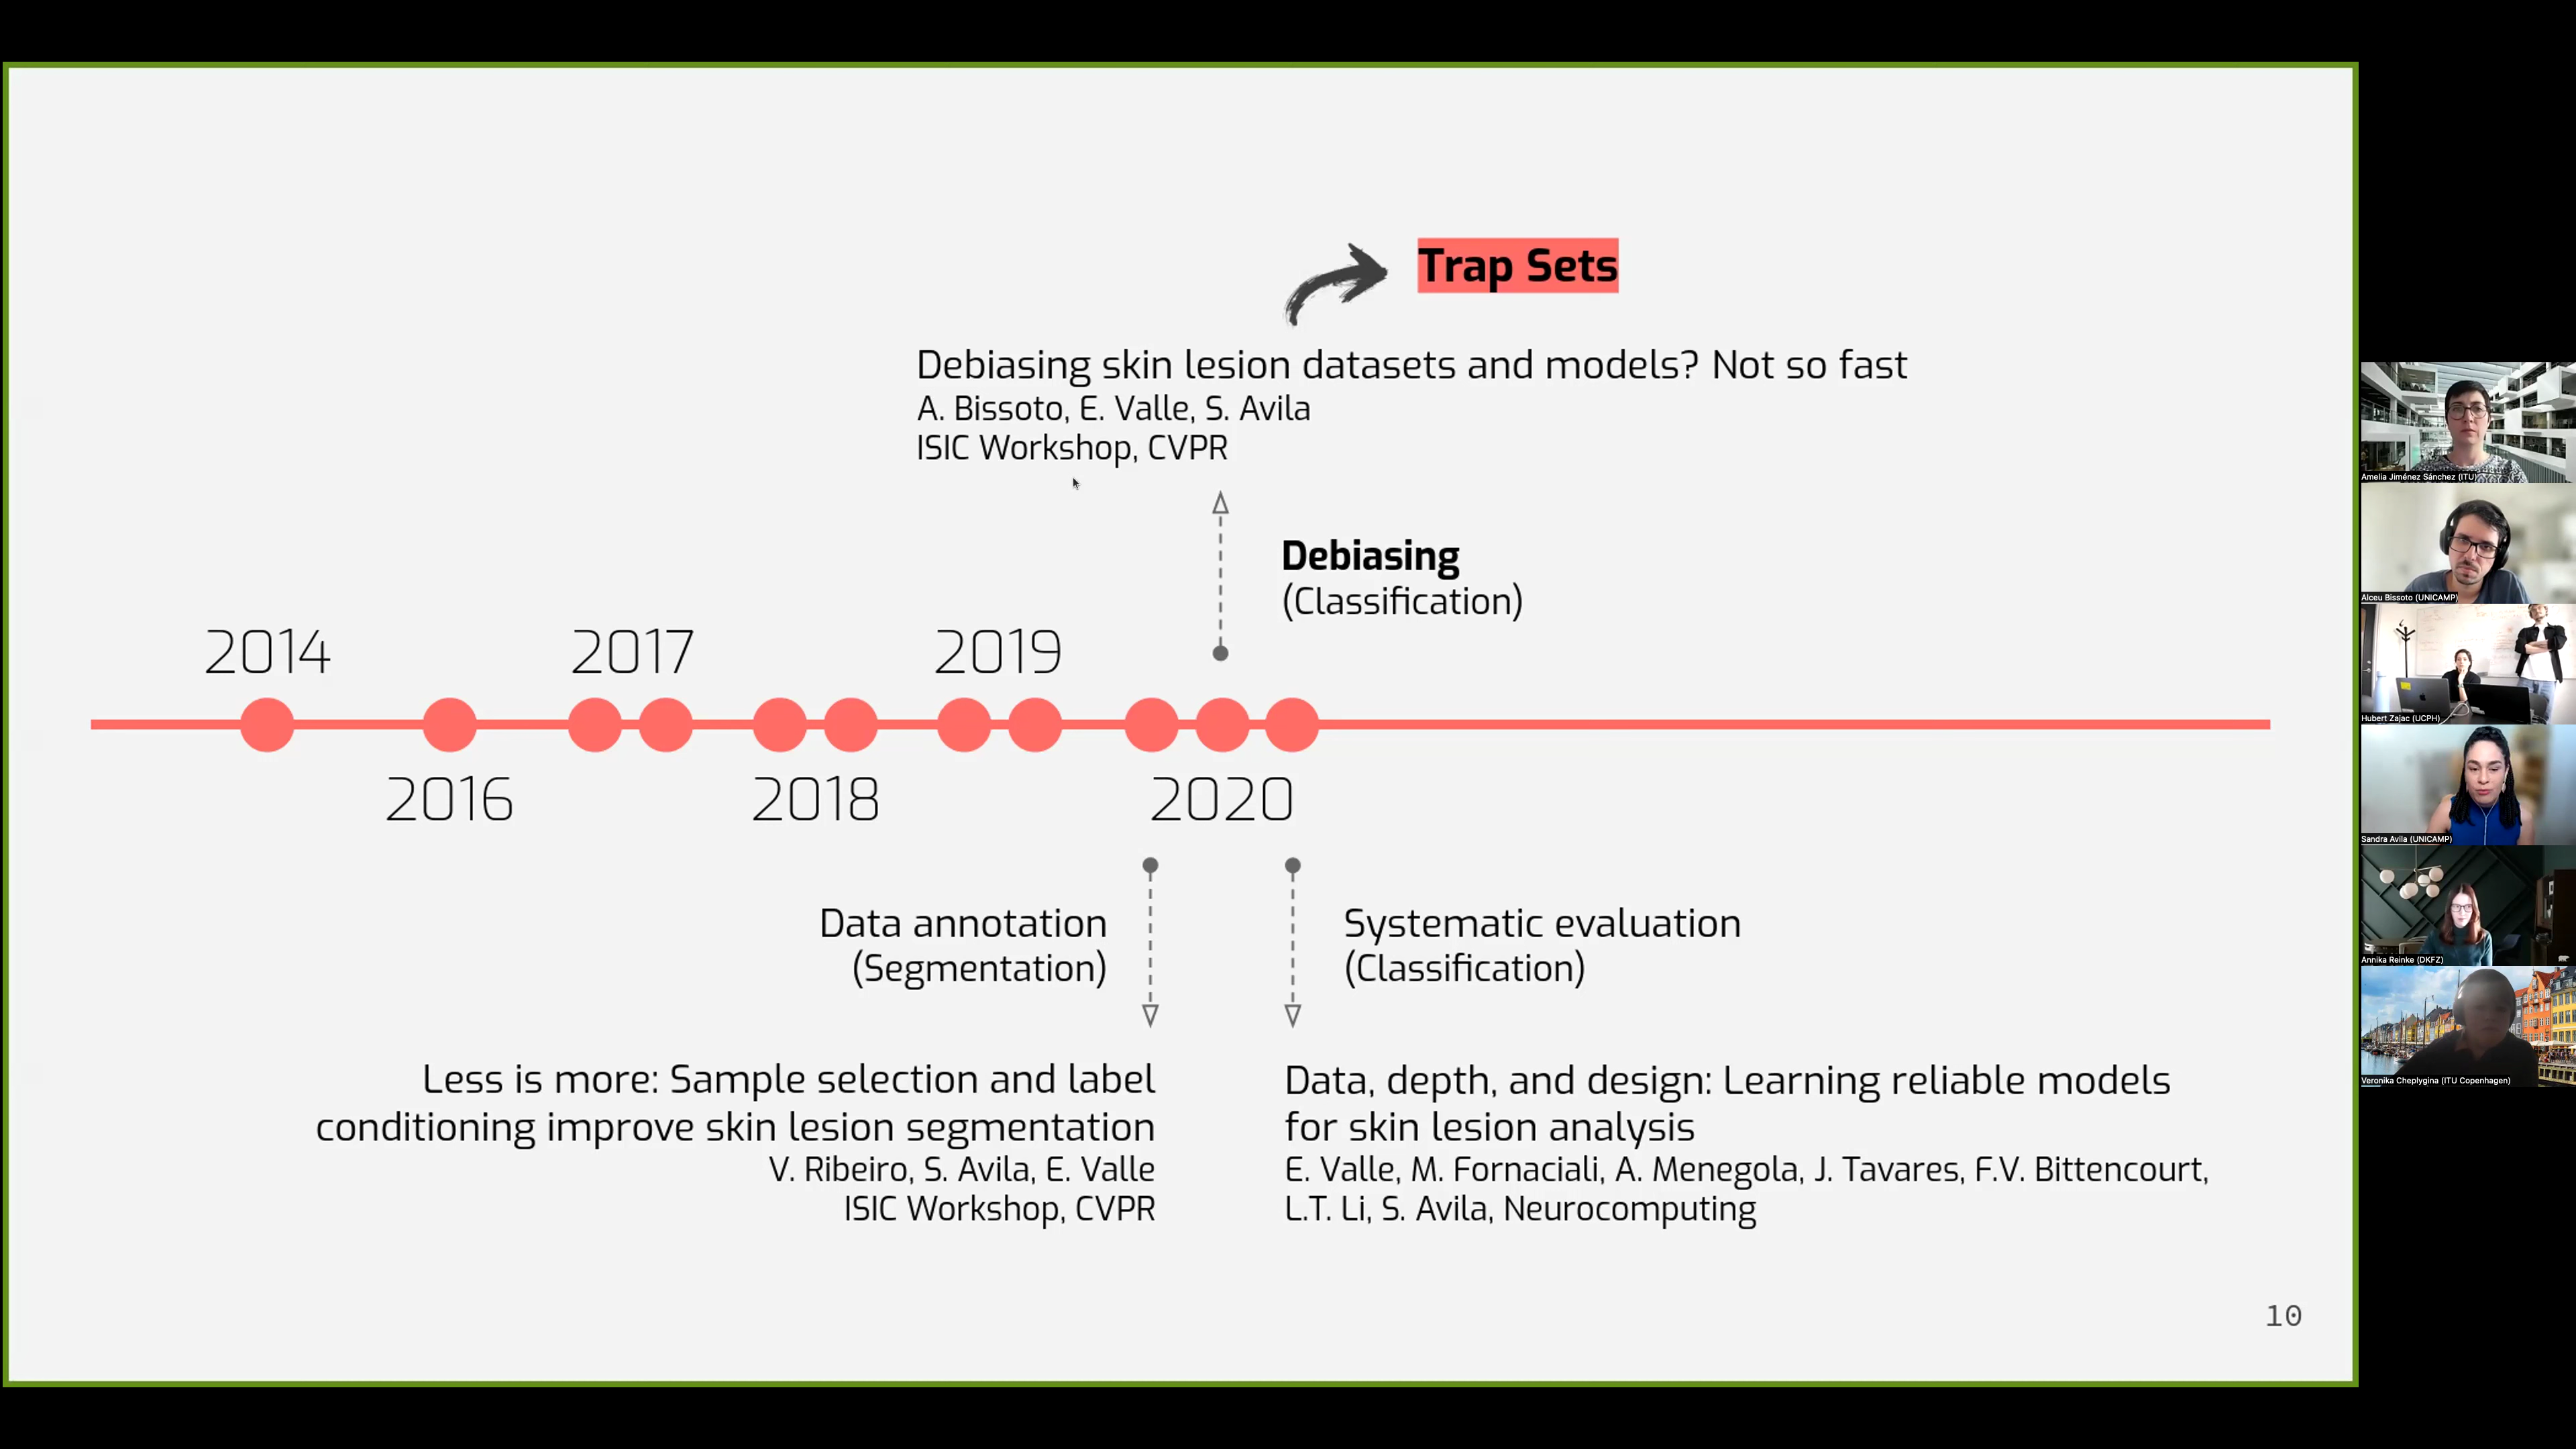 Trap Sets
Debiasing skin lesion datasets and models? Not so fast
A. Bissoto, E. Valle, S. Avila
ISIC Workshop, CVPR
Debiasing
(Classification)
2014
2017
2019
2016
2018
2020
Data annotation
(Segmentation)
Systematic evaluation
(Classification)
Less is more: Sample selection and label
conditioning improve skin lesion segmentation
V. Ribeiro, S. Avila, E. Valle
ISIC Workshop, CVPR
Data, depth, and design: Learning reliable models
for skin lesion analysis
E. Valle, M. Fornaciali, A. Menegola, J. Tavares, F.V. Bittencourt,
L.T. Li, S. Avila, Neurocomputing
10
Amelia Jiménez Sánchez (ITU)
Alceu Bissoto (UNICAMP)
Hubert Zajac (UCPH)
Sandra Avila (UNICAMP)
Annika Reinke (DKFZ)
Veronika Cheplygina (ITU Copenhagen)